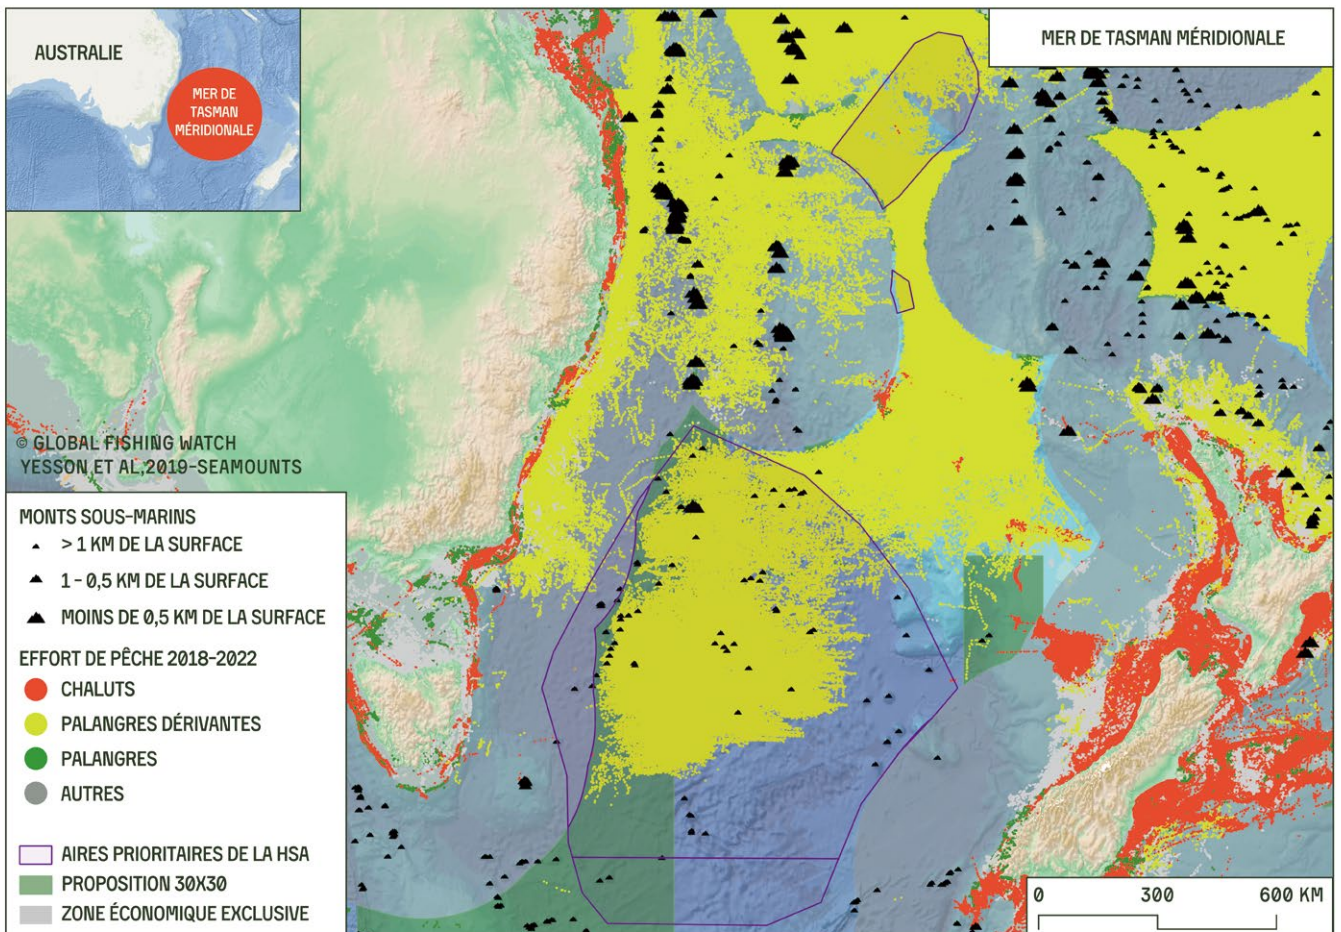 AUSTRALIE
MER DE
TASMAN
MÉRIDIONALE
MER DE TASMAN MÉRIDIONALE
© GLOBAL FISHING WATCH
YESSON ET AL,2019-SEAMOUNTS
MONTS SOUS-MARINS
> 1 KM DE LA SURFACE
1 - 0,5 KM DE LA SURFACE
MOINS DE 0,5 KM DE LA SURFACE
EFFORT DE PÊCHE 2018-2022
CHALUTS
PALANGRES DÉRIVANTES
PALANGRES
AUTRES
AIRES PRIORITAIRES DE LA HSA
PROPOSITION 30X30
ZONE ÉCONOMIQUE EXCLUSIVE
0 300 600 KM